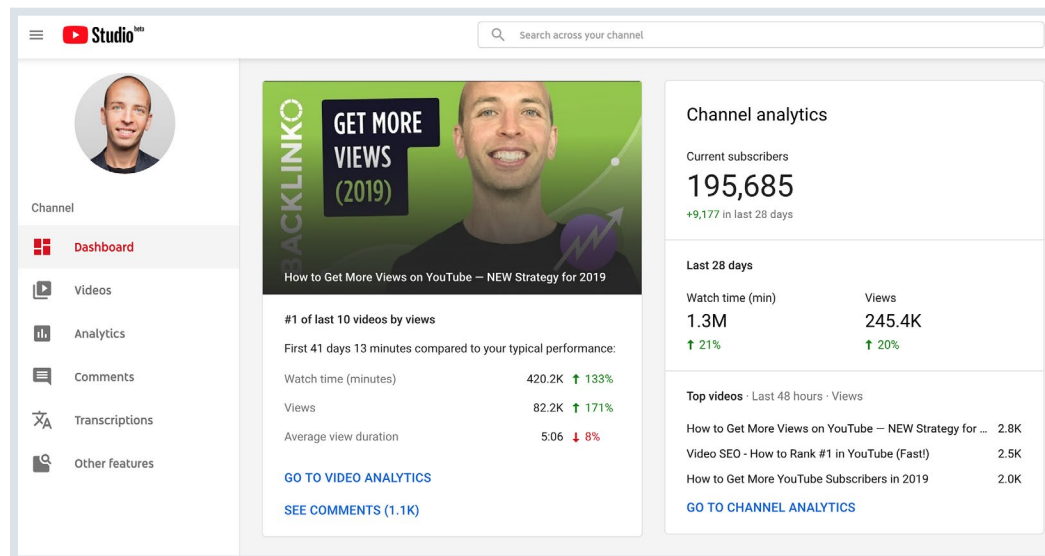 Studio beta
Search across your channel
Channel
Dashboard
Videos
Analytics
Comments
Transcriptions
Other features
BACKLINKO
GET MORE
VIEWS
(2019)
How to Get More Views on YouTube — NEW Strategy for 2019
#1 of last 10 videos by views
First 41 days 13 minutes compared to your typical performance:
Watch time (minutes) 420.2K ↑ 133%
Views 82.2K ↑ 171%
Average view duration 5:06 ↓ 8%
GO TO VIDEO ANALYTICS
SEE COMMENTS (1.1K)
Channel analytics
Current subscribers
195,685
+9,177 in last 28 days
Last 28 days
Watch time (min) Views
1.3M 245.4K
↑ 21% ↑ 20%
Top videos · Last 48 hours · Views
How to Get More Views on YouTube — NEW Strategy for ... 2.8K
Video SEO - How to Rank #1 in YouTube (Fast!) 2.5K
How to Get More YouTube Subscribers in 2019 2.0K
GO TO CHANNEL ANALYTICS